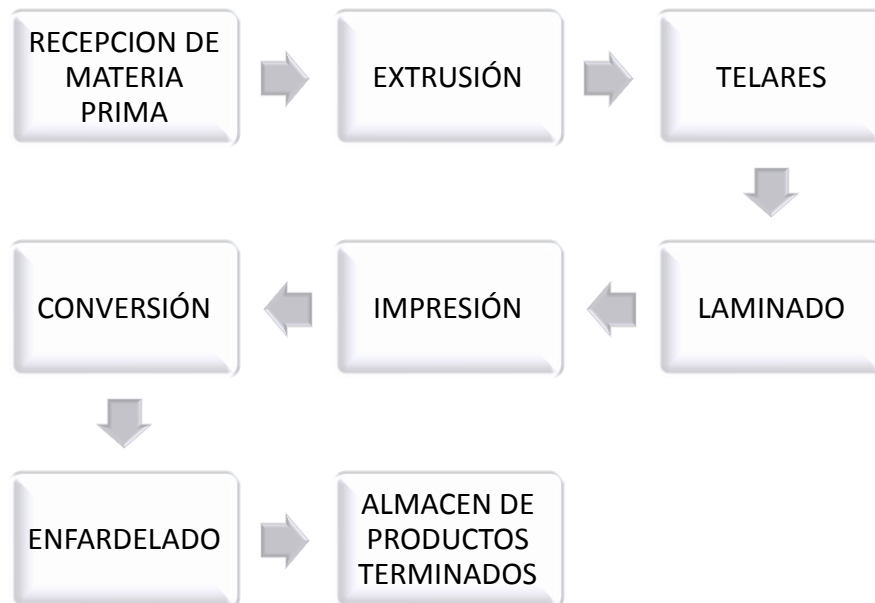 RECEPCION DE
MATERIA
PRIMA
EXTRUSIÓN
TELARES
LAMINADO
IMPRESIÓN
CONVERSIÓN
ENFARDELADO
ALMACEN DE
PRODUCTOS
TERMINADOS